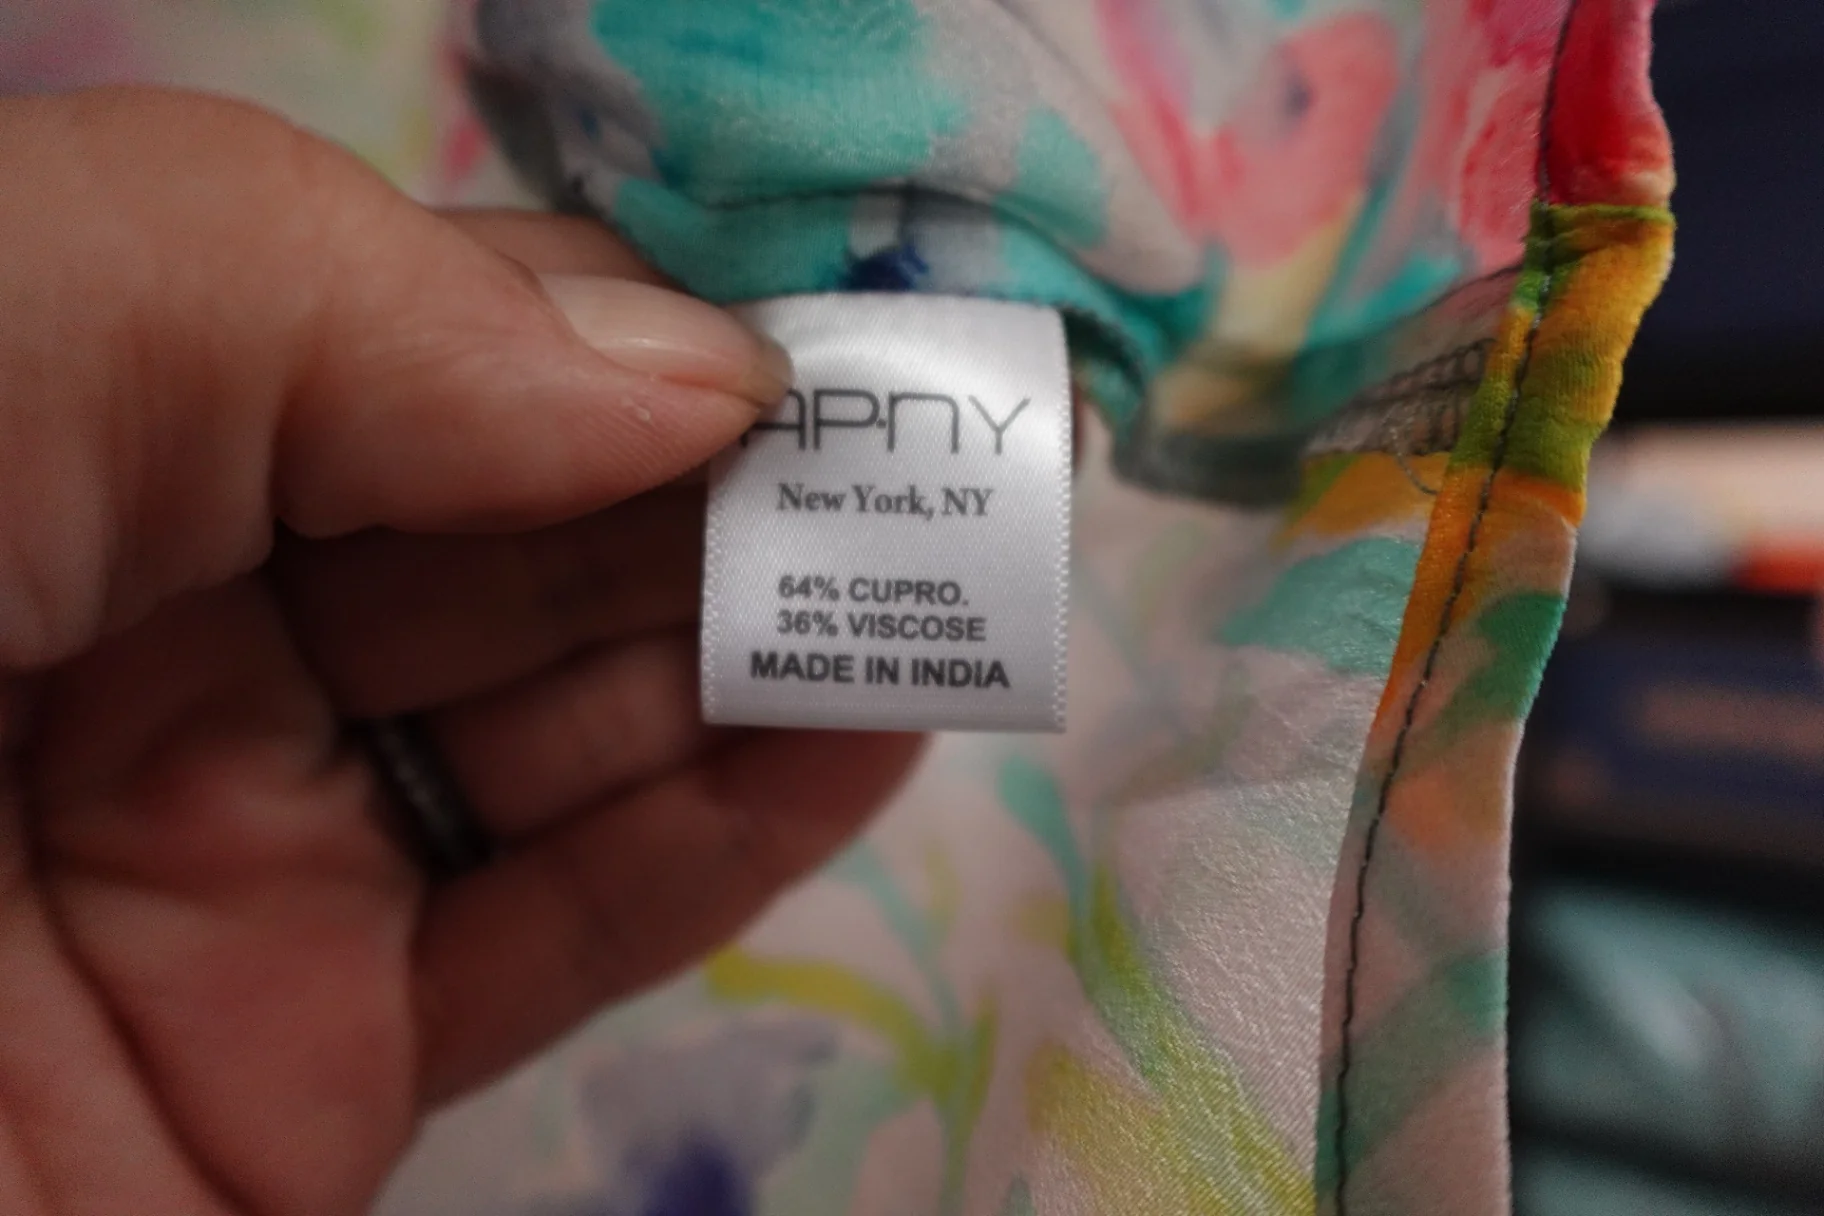 AP·NY
New York, NY
64% CUPRO.
36% VISCOSE
MADE IN INDIA